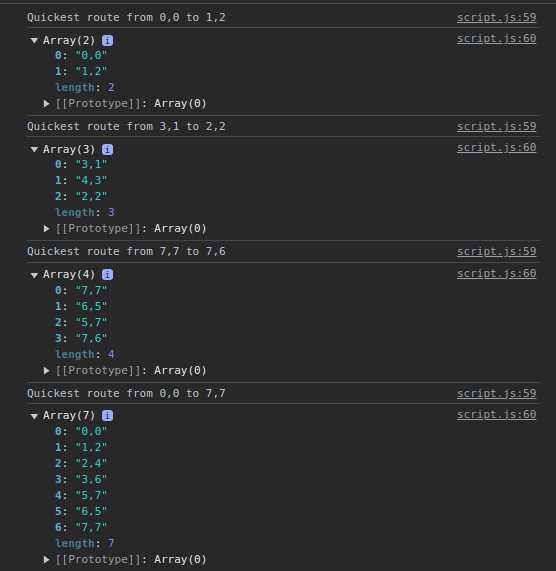 Quickest route from 0,0 to 1,2 script.js:59
Array(2) i script.js:60
0: "0,0"
1: "1,2"
length: 2
[[Prototype]]: Array(0)
Quickest route from 3,1 to 2,2 script.js:59
Array(3) i script.js:60
0: "3,1"
1: "4,3"
2: "2,2"
length: 3
[[Prototype]]: Array(0)
Quickest route from 7,7 to 7,6 script.js:59
Array(4) i script.js:60
0: "7,7"
1: "6,5"
2: "5,7"
3: "7,6"
length: 4
[[Prototype]]: Array(0)
Quickest route from 0,0 to 7,7 script.js:59
Array(7) i script.js:60
0: "0,0"
1: "1,2"
2: "2,4"
3: "3,6"
4: "5,7"
5: "6,5"
6: "7,7"
length: 7
[[Prototype]]: Array(0)